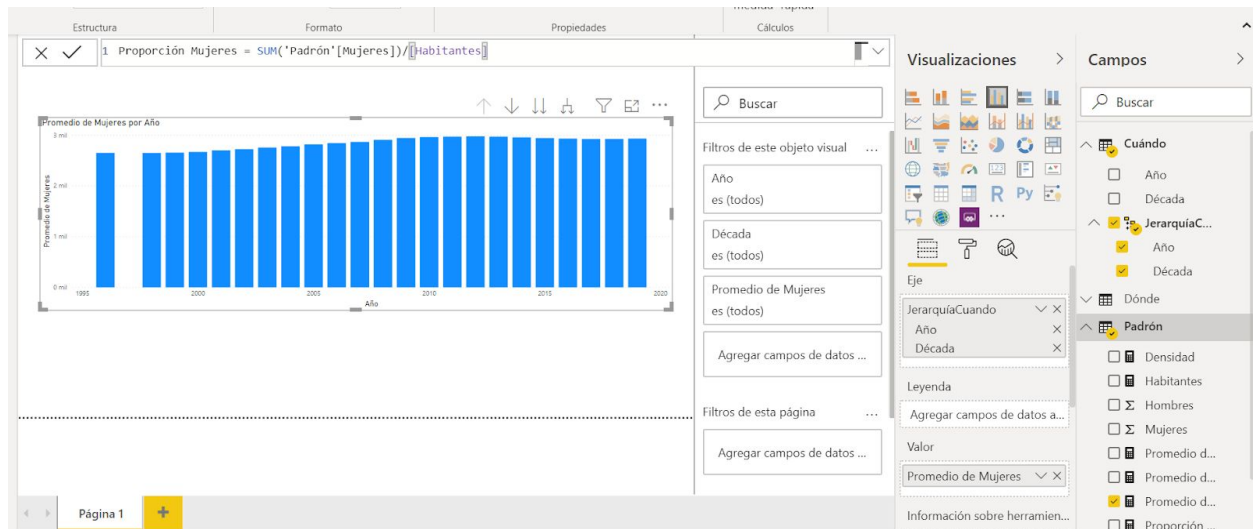 Estructura
Formato
Propiedades
Cálculos
1 Proporción Mujeres = SUM('Padrón'[Mujeres])/[Habitantes]
Promedio de Mujeres por Año
Promedio de Mujeres
3 mil
2 mil
1 mil
0 mil
1995
2000
2005
2010
2015
2020
Año
Buscar
Filtros de este objeto visual ...
Año
es (todos)
Década
es (todos)
Promedio de Mujeres
es (todos)
Agregar campos de datos ...
Filtros de esta página ...
Agregar campos de datos ...
Visualizaciones
123
R Py
...
Eje
JerarquíaCuando
Año
Década
Leyenda
Agregar campos de datos a...
Valor
Promedio de Mujeres
Información sobre herramien...
Campos
Buscar
Cuándo
Año
Década
JerarquíaC...
Año
Década
Dónde
Padrón
Densidad
Habitantes
Σ Hombres
Σ Mujeres
Promedio d...
Promedio d...
Promedio d...
Proporción ...
Página 1